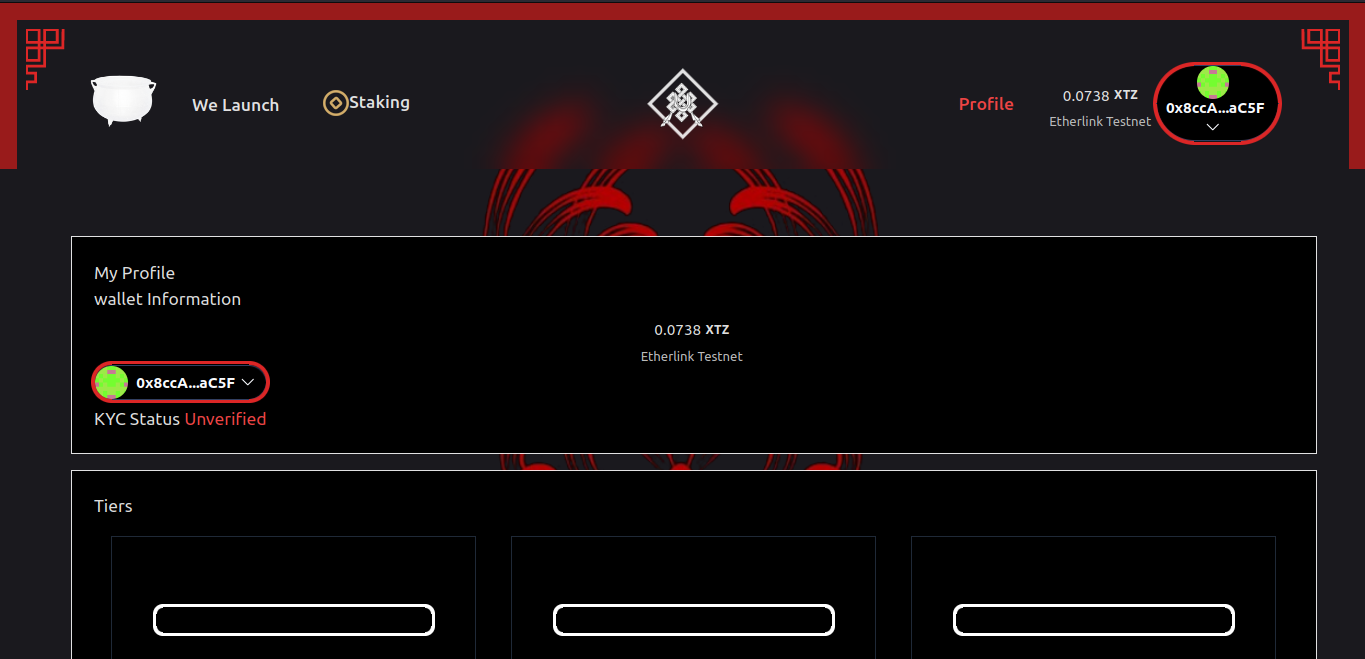 We Launch
Staking
Profile
0.0738 XTZ
Etherlink Testnet
0x8ccA...aC5F
My Profile
wallet Information
0.0738 XTZ
Etherlink Testnet
0x8ccA...aC5F
KYC Status Unverified
Tiers